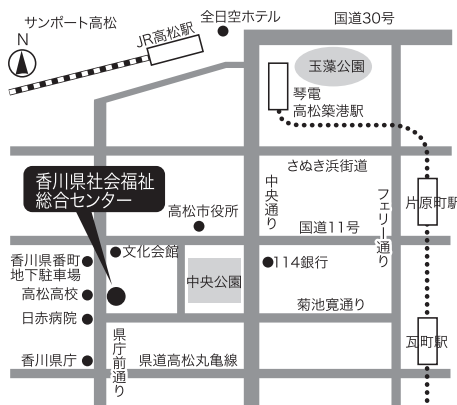 サンポート高松
全日空ホテル
国道30号
JR高松駅
N
玉藻公園
琴電
高松築港駅
さぬき浜街道
香川県社会福祉
総合センター
中央通り
フェリー通り
片原町駅
高松市役所
国道11号
文化会館
香川県番町
地下駐車場
中央公園
114銀行
高松高校
菊池寛通り
日赤病院
瓦町駅
県庁前通り
香川県庁
県道高松丸亀線